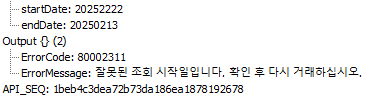 startDate: 20252222
endDate: 20250213
Output {} (2)
ErrorCode: 80002311
ErrorMessage: 잘못된 조회 시작일입니다. 확인 후 다시 거래하십시오.
API_SEQ: 1beb4c3dea72b73da186ea1878192678